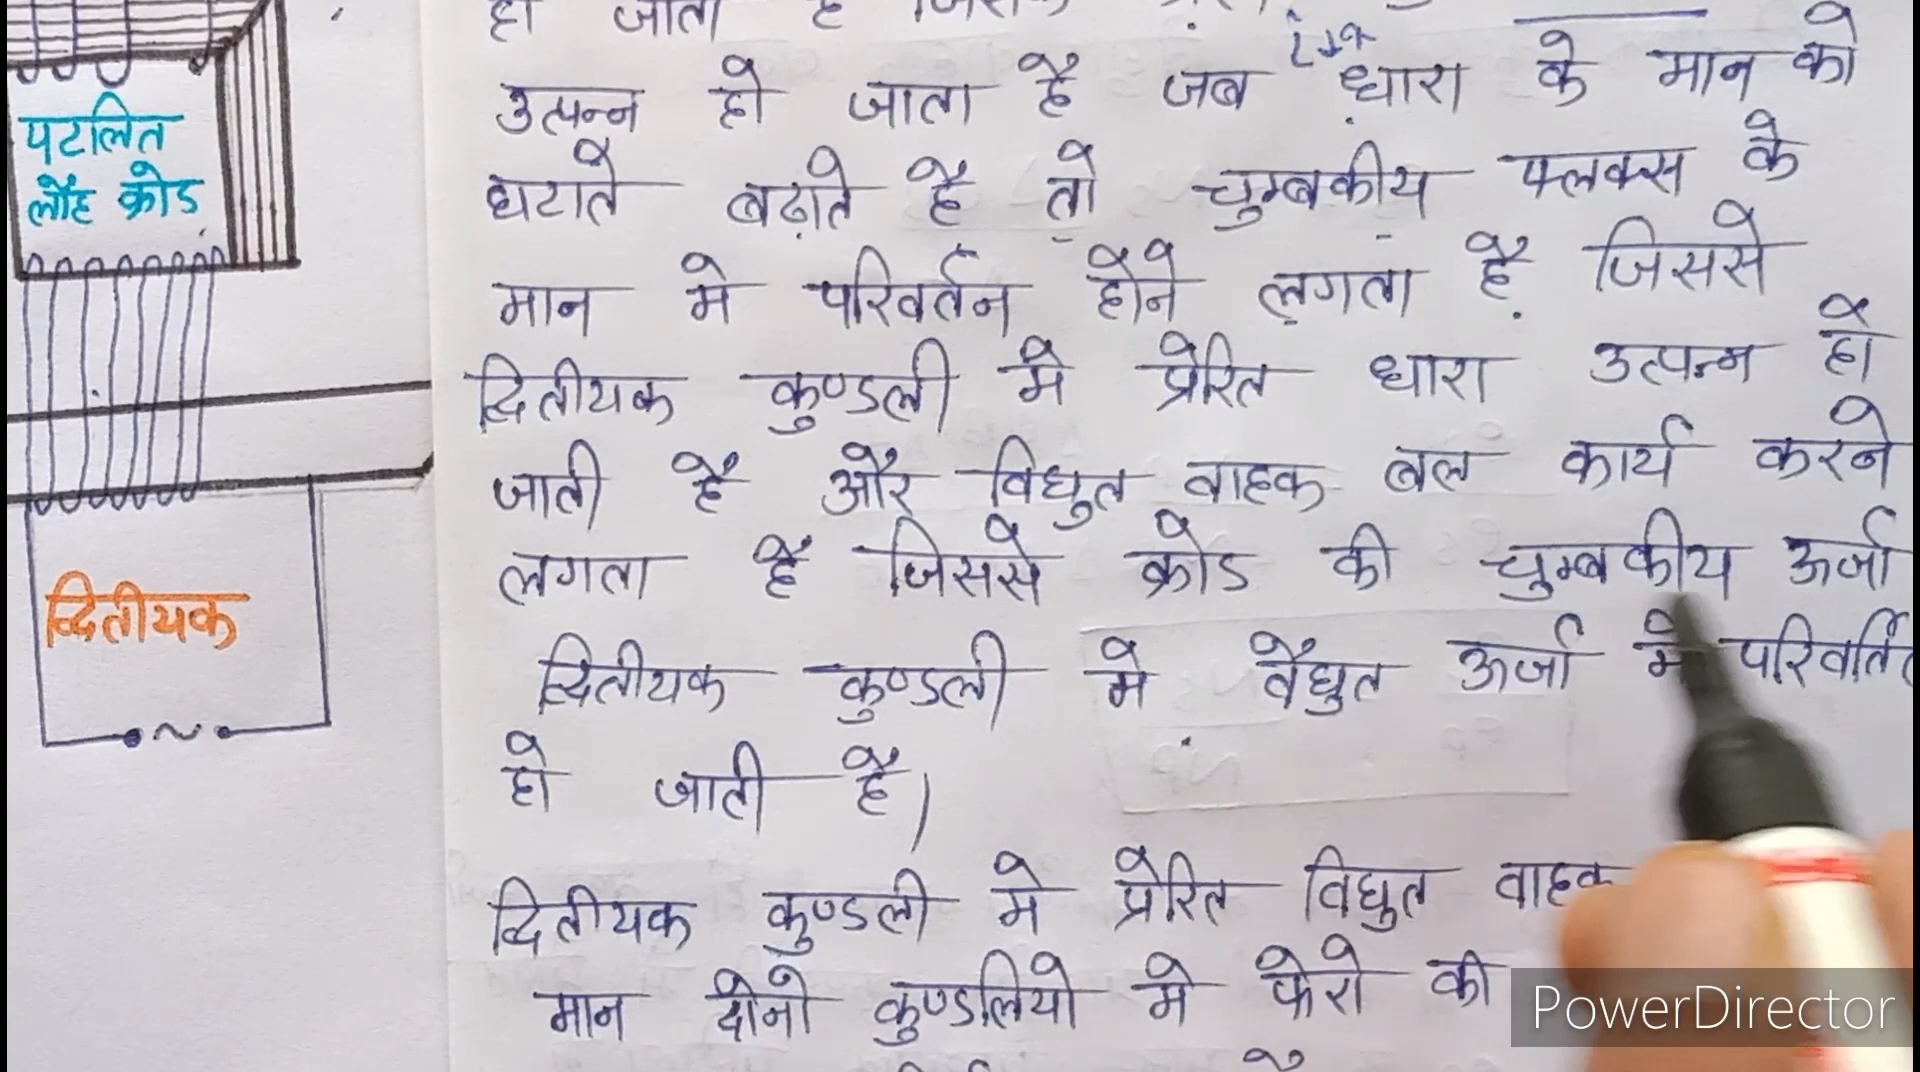 पटलित
लौह क्रोड
द्वितीयक
हो जाता है
उत्पन्न हो जाता है जब धारा के मान को
घटाते बढ़ाते है तो चुम्बकीय फ्लक्स के
मान मे परिवर्तन होने लगता है जिससे
द्वितीयक कुण्डली मे प्रेरित धारा उत्पन्न हो
जाती है और विधुत वाहक बल कार्य करने
लगता है जिससे क्रोड की चुम्बकीय ऊर्जा
द्वितीयक कुण्डली मे वैधुत ऊर्जा मे परिवर्ति
हो जाती है।
द्वितीयक कुण्डली मे प्रेरित विधुत वाहक
मान दोनो कुण्डलियो मे फेरो की
PowerDirector